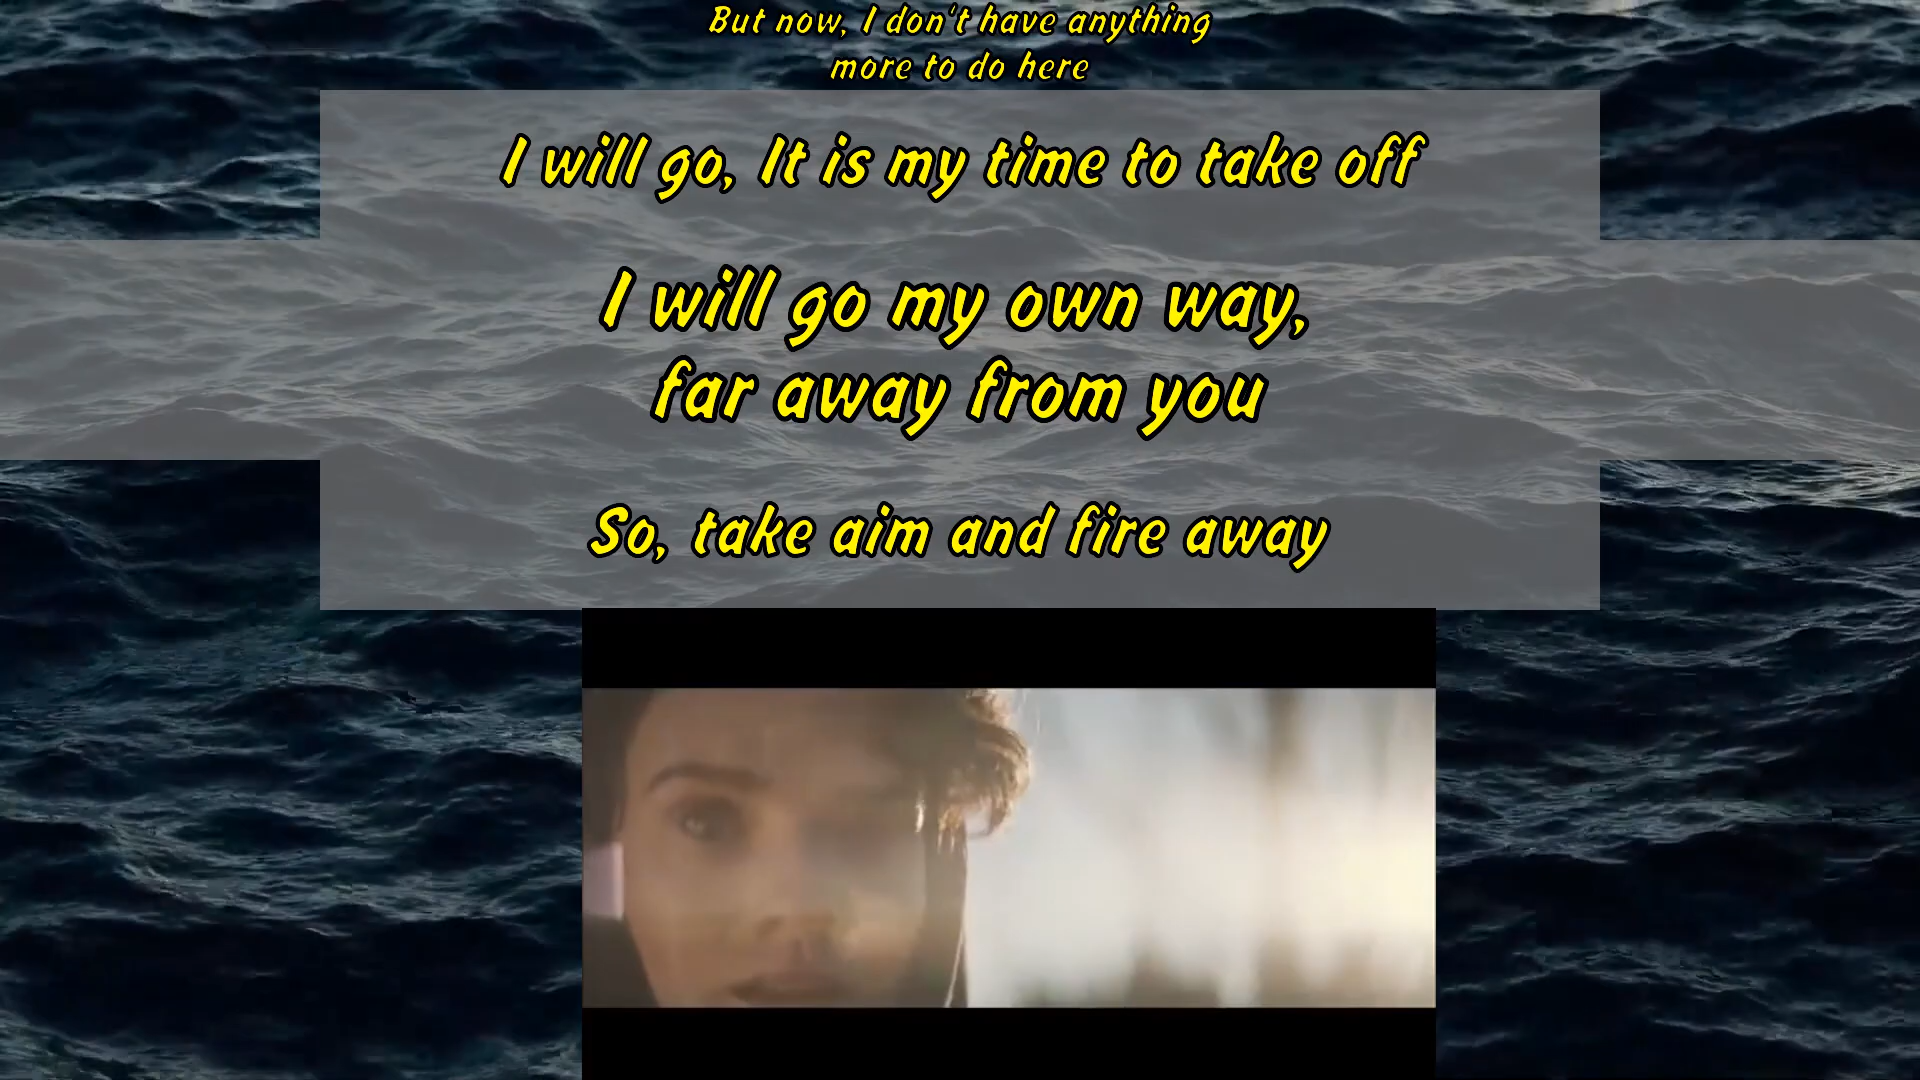 But now, I don't have anything
more to do here
I will go, It is my time to take off
I will go my own way,
far away from you
So, take aim and fire away